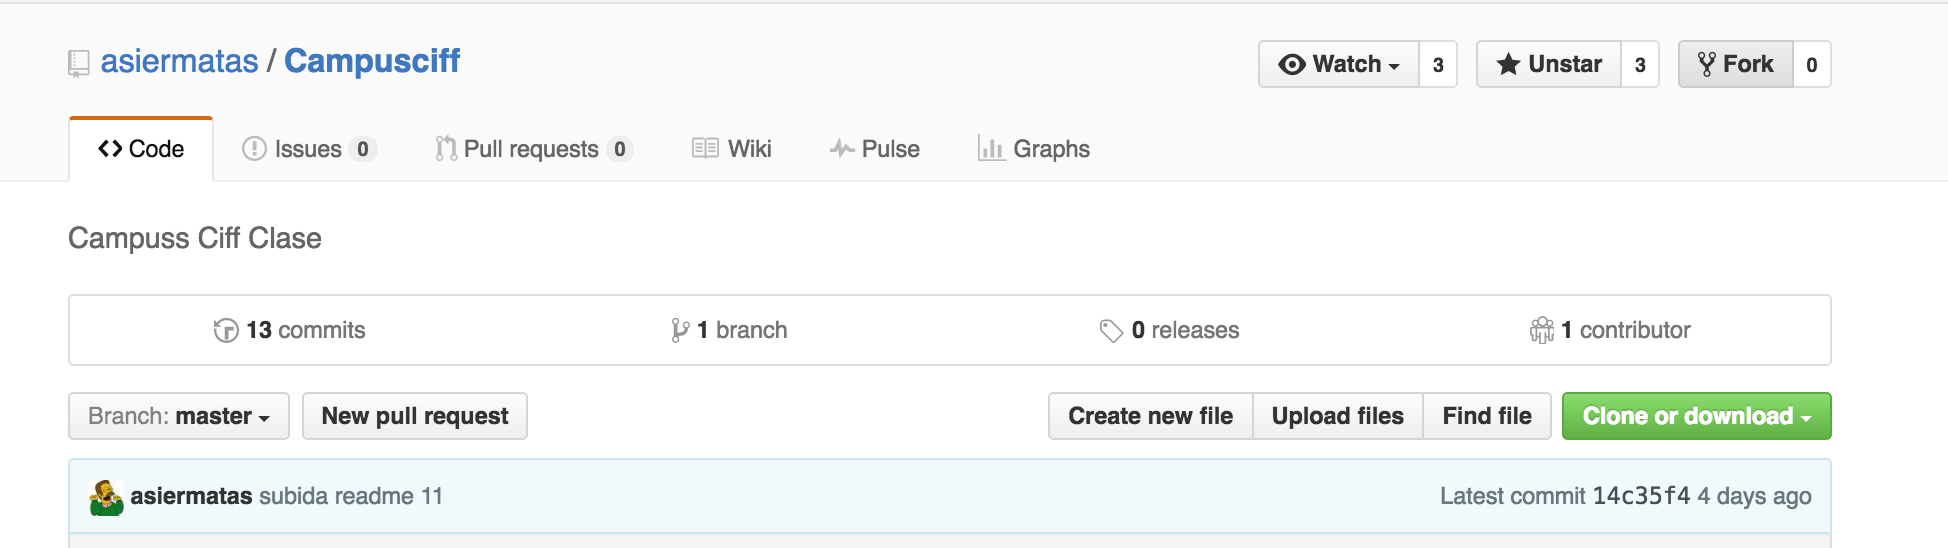 asiermatas / Campusciff
Watch 3 Unstar 3 Fork 0
Code Issues 0 Pull requests 0 Wiki Pulse Graphs
Campuss Ciff Clase
13 commits 1 branch 0 releases 1 contributor
Branch: master New pull request Create new file Upload files Find file Clone or download
asiermatas subida readme 11 Latest commit 14c35f4 4 days ago